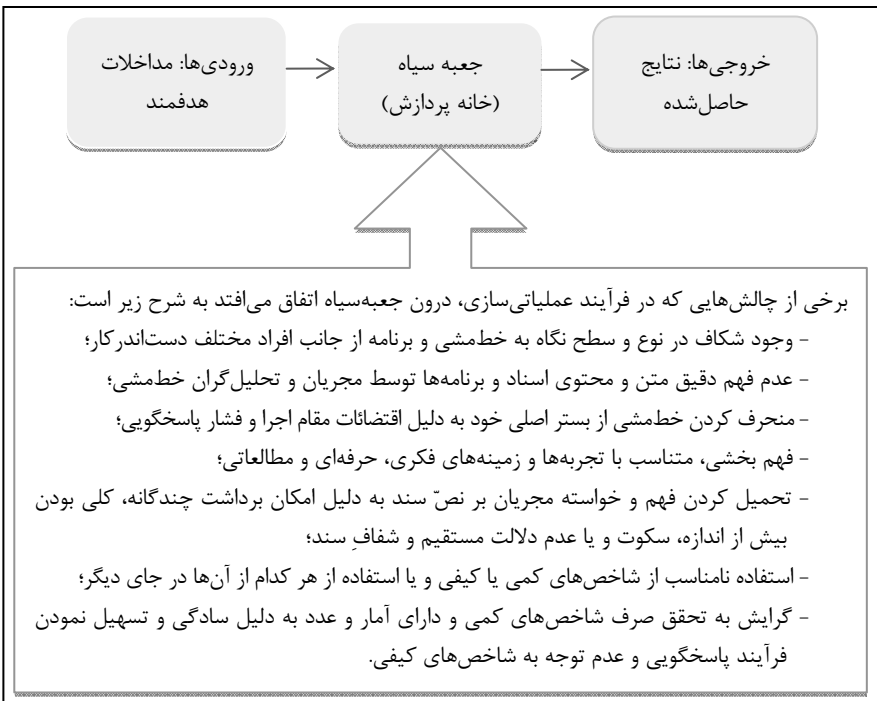 ورودی‌ها: مداخلات
هدفمند
جعبه سیاه
(خانه پردازش)
خروجی‌ها: نتایج
حاصل‌شده
برخی از چالش‌هایی که در فرآیند عملیاتی‌سازی، درون جعبه‌سیاه اتفاق می‌افتد به شرح زیر است:
- وجود شکاف در نوع و سطح نگاه به خط‌مشی و برنامه از جانب افراد مختلف دست‌اندرکار؛
- عدم فهم دقیق متن و محتوی اسناد و برنامه‌ها توسط مجریان و تحلیل‌گران خط‌مشی؛
- منحرف کردن خط‌مشی از بستر اصلی خود به دلیل اقتضائات مقام اجرا و فشار پاسخگویی؛
- فهم بخشی، متناسب با تجربه‌ها و زمینه‌های فکری، حرفه‌ای و مطالعاتی؛
- تحمیل کردن فهم و خواسته مجریان بر نصّ سند به دلیل امکان برداشت چندگانه، کلی بودن
بیش از اندازه، سکوت و یا عدم دلالت مستقیم و شفافِ سند؛
- استفاده نامناسب از شاخص‌های کمی یا کیفی و یا استفاده از هر کدام از آن‌ها در جای دیگر؛
- گرایش به تحقق صرف شاخص‌های کمی و دارای آمار و عدد به دلیل سادگی و تسهیل نمودن
فرآیند پاسخگویی و عدم توجه به شاخص‌های کیفی.